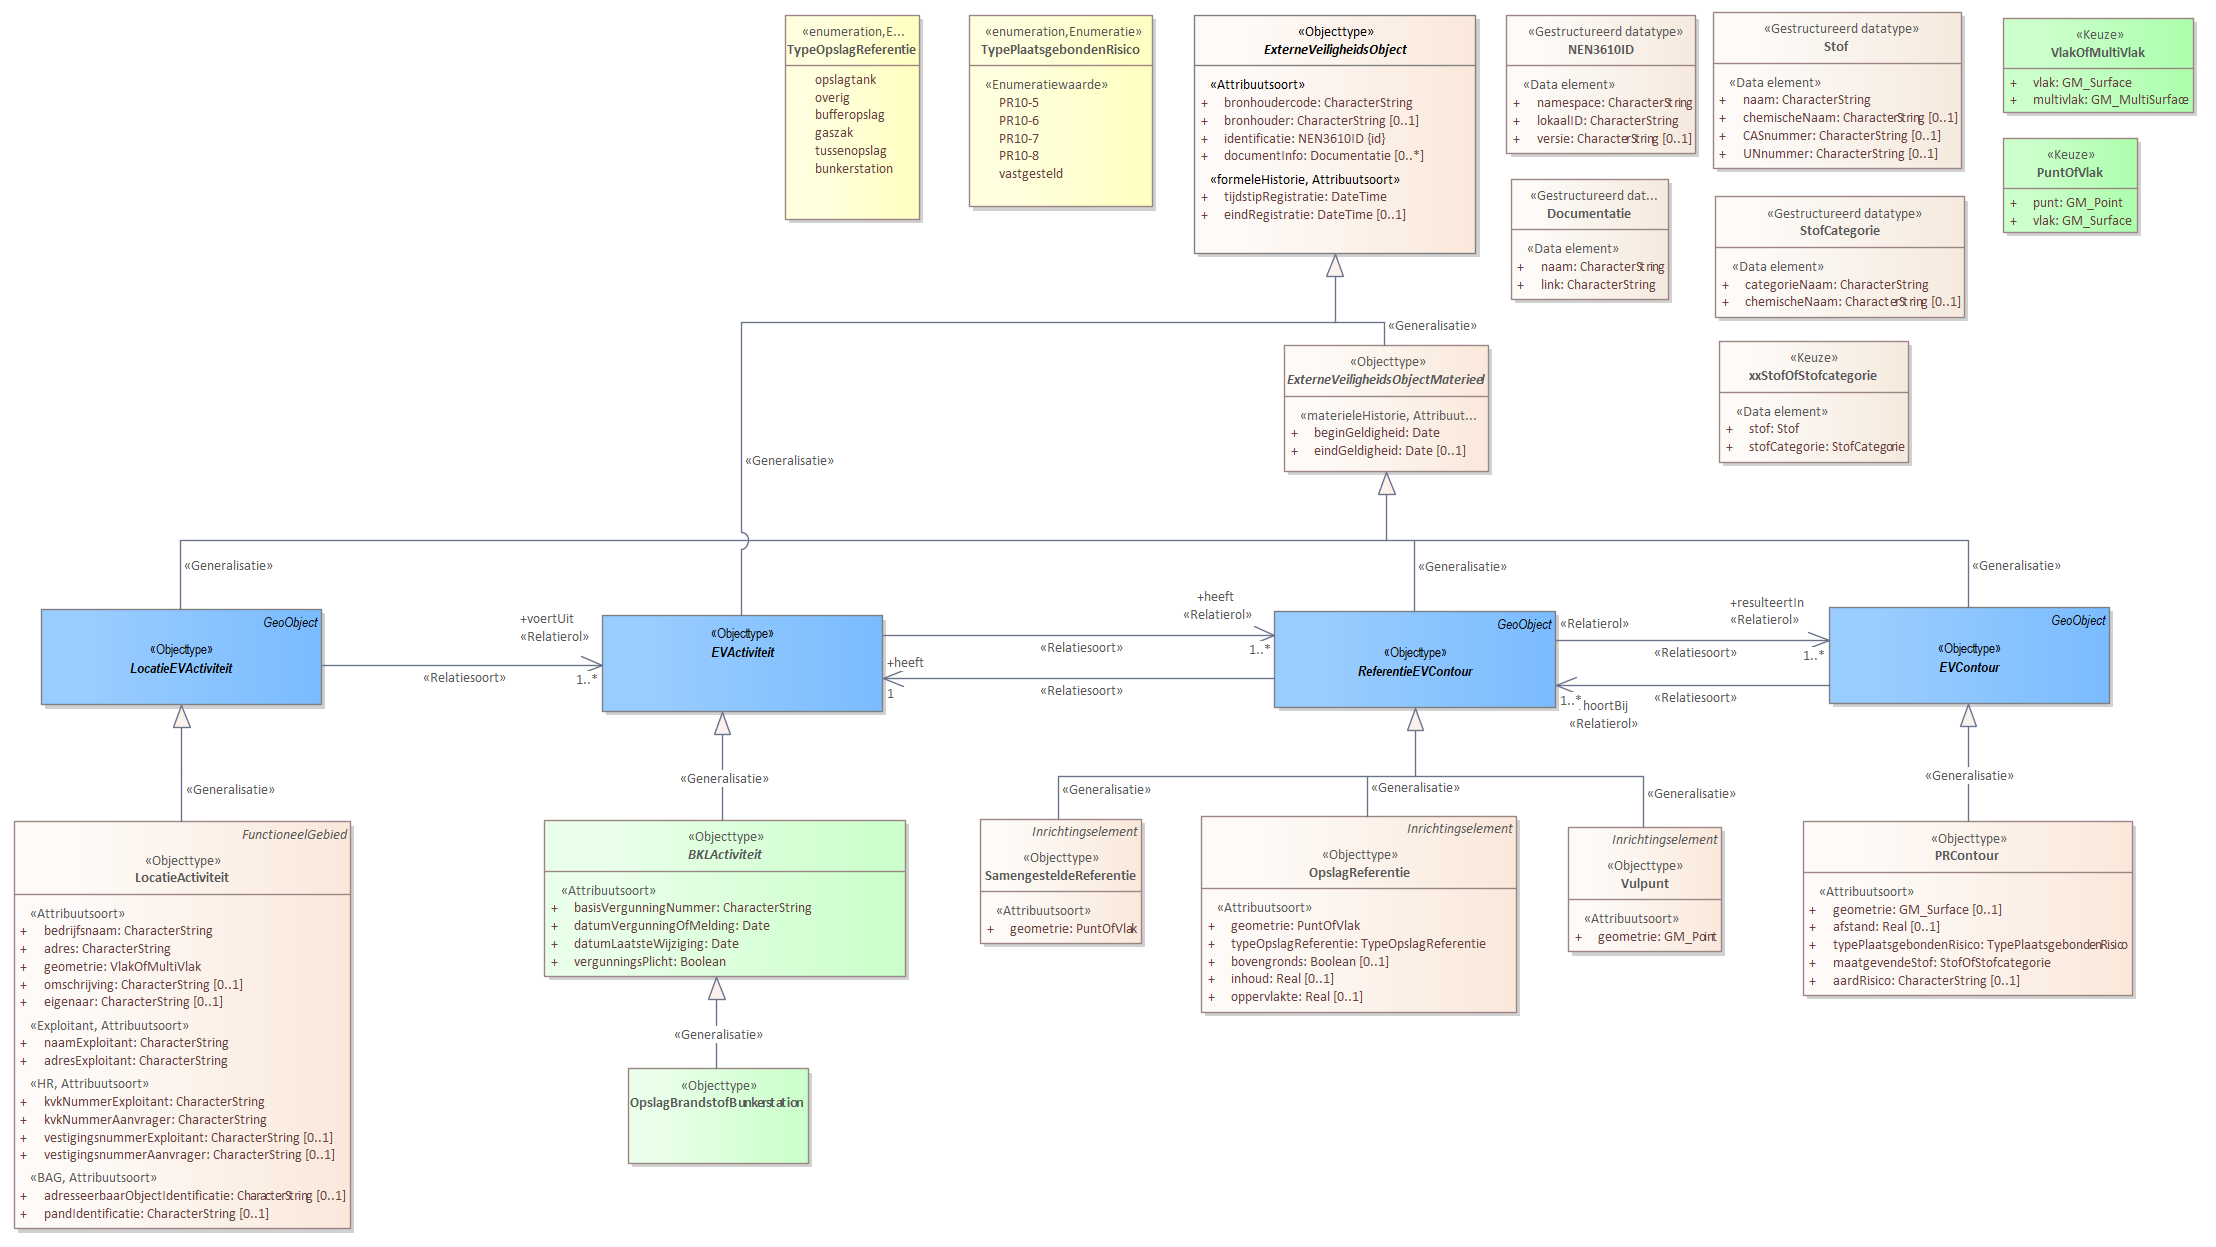 «enumeration,E...
TypeOpslagReferentie
opslagtank
overig
bufferopslag
gaszak
tussenopslag
bunkerstation
«enumeration,Enumeratie»
TypePlaatsgebondenRisico
«Enumeratiewaarde»
PR10-5
PR10-6
PR10-7
PR10-8
vastgesteld
«Objecttype»
ExterneVeiligheidsObject
«Attribuutsoort»
+ bronhoudercode: CharacterString
+ bronhouder: CharacterString [0..1]
+ identificatie: NEN3610ID {id}
+ documentInfo: Documentatie [0..*]
«formeleHistorie, Attribuutsoort»
+ tijdstipRegistratie: DateTime
+ eindRegistratie: DateTime [0..1]
«Gestructureerd datatype»
NEN3610ID
«Data element»
+ namespace: CharacterString
+ lokaalID: CharacterString
+ versie: CharacterString [0..1]
«Gestructureerd dat...
Documentatie
«Data element»
+ naam: CharacterString
+ link: CharacterString
«Gestructureerd datatype»
Stof
«Data element»
+ naam: CharacterString
+ chemischeNaam: CharacterString [0..1]
+ CASnummer: CharacterString [0..1]
+ UNnummer: CharacterString [0..1]
«Gestructureerd datatype»
StofCategorie
«Data element»
+ categorieNaam: CharacterString
+ chemischeNaam: CharacterString [0..1]
«Keuze»
xxStofOfStofcategorie
«Data element»
+ stof: Stof
+ stofCategorie: StofCategorie
«Keuze»
VlakOfMultiVlak
+ vlak: GM_Surface
+ multivlak: GM_MultiSurface
«Keuze»
PuntOfVlak
+ punt: GM_Point
+ vlak: GM_Surface
«Generalisatie»
«Objecttype»
ExterneVeiligheidsObjectMaterieel
«materieleHistorie, Attribuut...
+ beginGeldigheid: Date
+ eindGeldigheid: Date [0..1]
«Generalisatie»
«Generalisatie»
«Generalisatie»
«Generalisatie»
GeoObject
«Objecttype»
LocatieEVActiviteit
+voertUit
«Relatierol»
1..*
«Relatiesoort»
«Objecttype»
EVActiviteit
+heeft
«Relatierol»
1..*
«Relatiesoort»
+heeft
1
«Relatiesoort»
GeoObject
«Objecttype»
ReferentieEVContour
«Relatierol»
+resulteertIn
«Relatierol»
1..*
«Relatiesoort»
«Relatiesoort»
1..*
hoortBij
«Relatierol»
GeoObject
«Objecttype»
EVContour
«Generalisatie»
«Generalisatie»
«Generalisatie»
«Generalisatie»
«Generalisatie»
«Generalisatie»
FunctioneelGebied
«Objecttype»
LocatieActiviteit
«Attribuutsoort»
+ bedrijfsnaam: CharacterString
+ adres: CharacterString
+ geometrie: VlakOfMultiVlak
+ omschrijving: CharacterString [0..1]
+ eigenaar: CharacterString [0..1]
«Exploitant, Attribuutsoort»
+ naamExploitant: CharacterString
+ adresExploitant: CharacterString
«HR, Attribuutsoort»
+ kvkNummerExploitant: CharacterString
+ kvkNummerAanvrager: CharacterString
+ vestigingsnummerExploitant: CharacterString [0..1]
+ vestigingsnummerAanvrager: CharacterString [0..1]
«BAG, Attribuutsoort»
+ adresseerbaarObjectIdentificatie: CharacterString [0..1]
+ pandIdentificatie: CharacterString [0..1]
«Objecttype»
BKLActiviteit
«Attribuutsoort»
+ basisVergunningNummer: CharacterString
+ datumVergunningOfMelding: Date
+ datumLaatsteWijziging: Date
+ vergunningsPlicht: Boolean
«Generalisatie»
«Objecttype»
OpslagBrandstofBunkerstation
Inrichtingselement
«Objecttype»
SamengesteldeReferentie
«Attribuutsoort»
+ geometrie: PuntOfVlak
Inrichtingselement
«Objecttype»
OpslagReferentie
«Attribuutsoort»
+ geometrie: PuntOfVlak
+ typeOpslagReferentie: TypeOpslagReferentie
+ bovengronds: Boolean [0..1]
+ inhoud: Real [0..1]
+ oppervlakte: Real [0..1]
Inrichtingselement
«Objecttype»
Vulpunt
«Attribuutsoort»
+ geometrie: GM_Point
«Objecttype»
PRContour
«Attribuutsoort»
+ geometrie: GM_Surface [0..1]
+ afstand: Real [0..1]
+ typePlaatsgebondenRisico: TypePlaatsgebondenRisico
+ maatgevendeStof: StofOfStofcategorie
+ aardRisico: CharacterString [0..1]